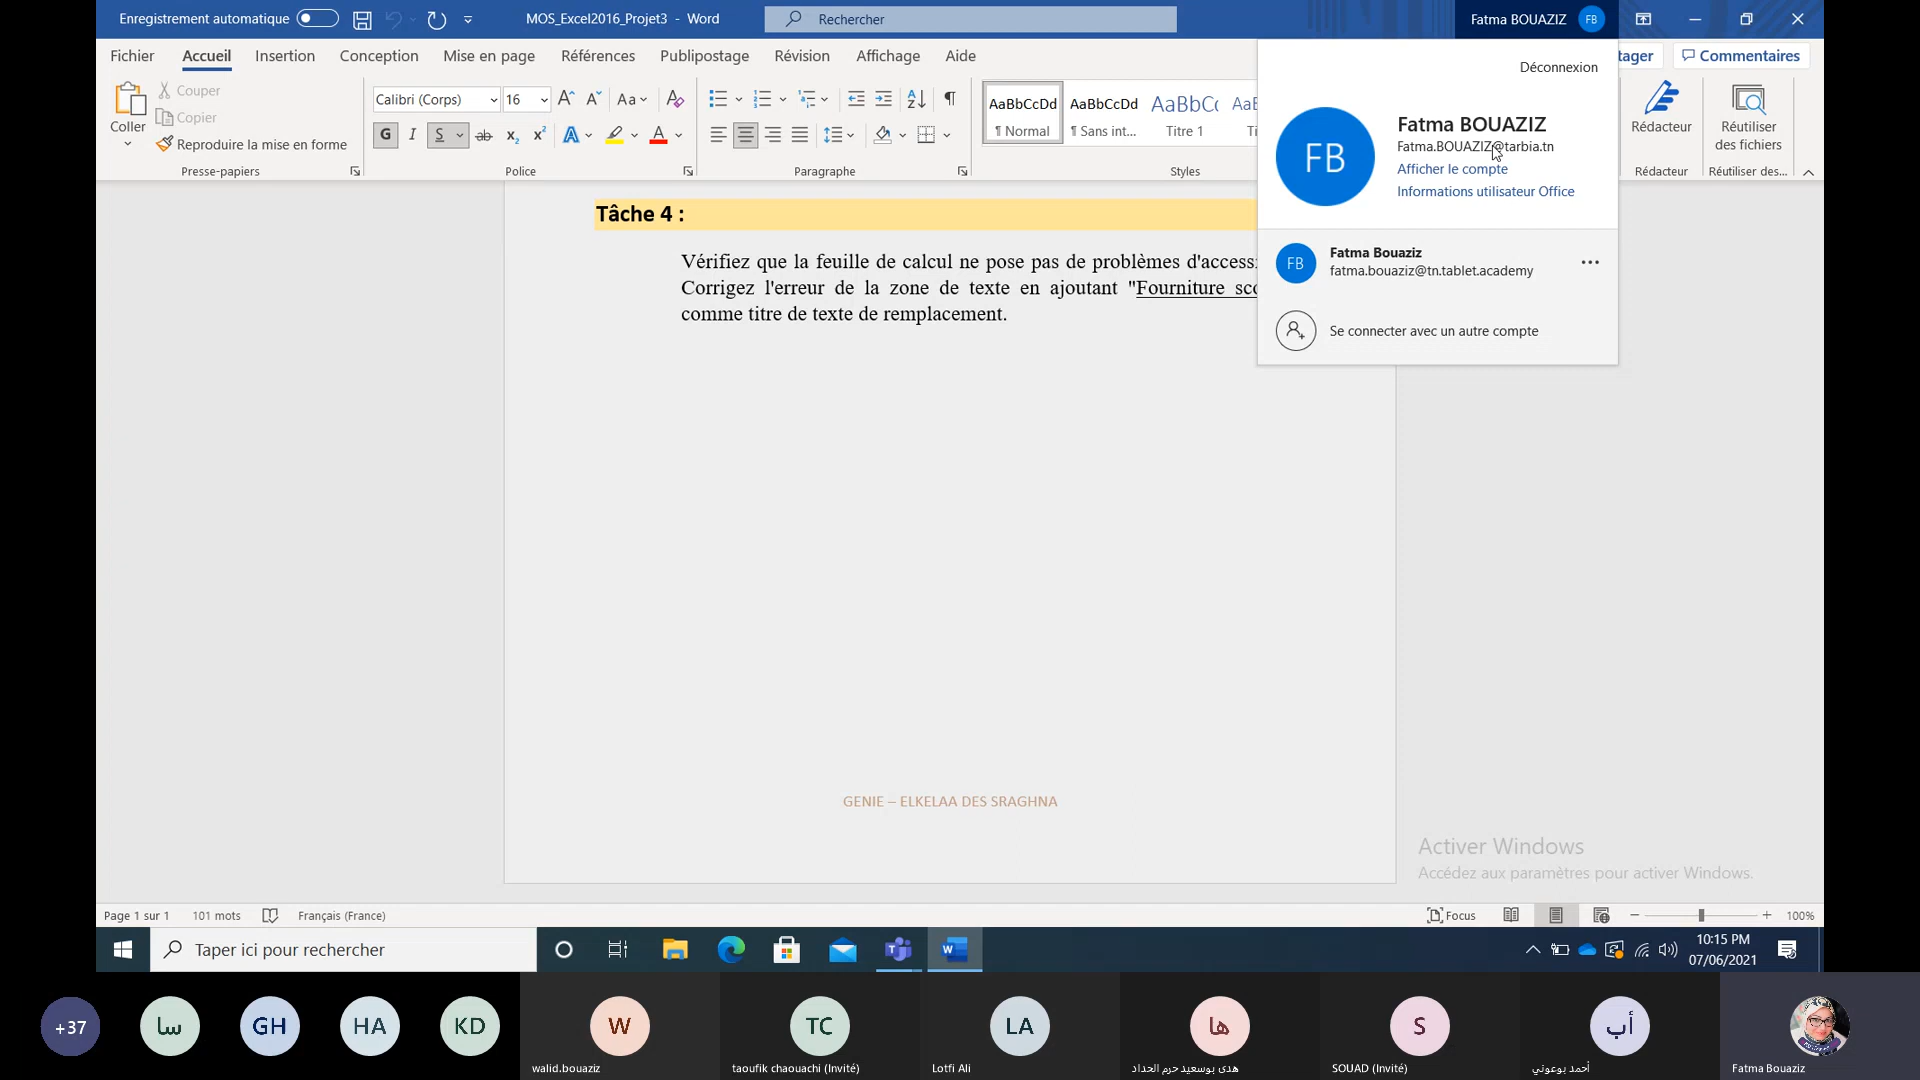 Enregistrement automatique
MOS_Excel2016_Projet3 - Word
Rechercher
Fatma BOUAZIZ FB
Fichier Accueil Insertion Conception Mise en page Références Publipostage Révision Affichage Aide
tager Commentaires
Déconnexion
Coller
Couper
Copier
Reproduire la mise en forme
Presse-papiers
Calibri (Corps) 16
Police
Paragraphe
AaBbCcDd AaBbCcDd AaBbCc AaE
¶ Normal ¶ Sans int... Titre 1 Ti
Styles
Rédacteur
Réutiliser
des fichiers
Rédacteur Réutiliser des...
FB
Fatma BOUAZIZ
Fatma.BOUAZIZ@tarbia.tn
Afficher le compte
Informations utilisateur Office
FB
Fatma Bouaziz
fatma.bouaziz@tn.tablet.academy
Se connecter avec un autre compte
Tâche 4 :
Vérifiez que la feuille de calcul ne pose pas de problèmes d'accessi
Corrigez l'erreur de la zone de texte en ajoutant "Fourniture sco
comme titre de texte de remplacement.
GENIE – ELKELAA DES SRAGHNA
Activer Windows
Accédez aux paramètres pour activer Windows.
Page 1 sur 1 101 mots Français (France)
Focus 100%
Taper ici pour rechercher
10:15 PM
07/06/2021
+37 سا GH HA KD W TC LA ها S أب
walid.bouaziz taoufik chaouachi (Invité) Lotfi Ali هدى بوسعيد حرم الحداد SOUAD (Invité) أحمد بوعوني Fatma Bouaziz